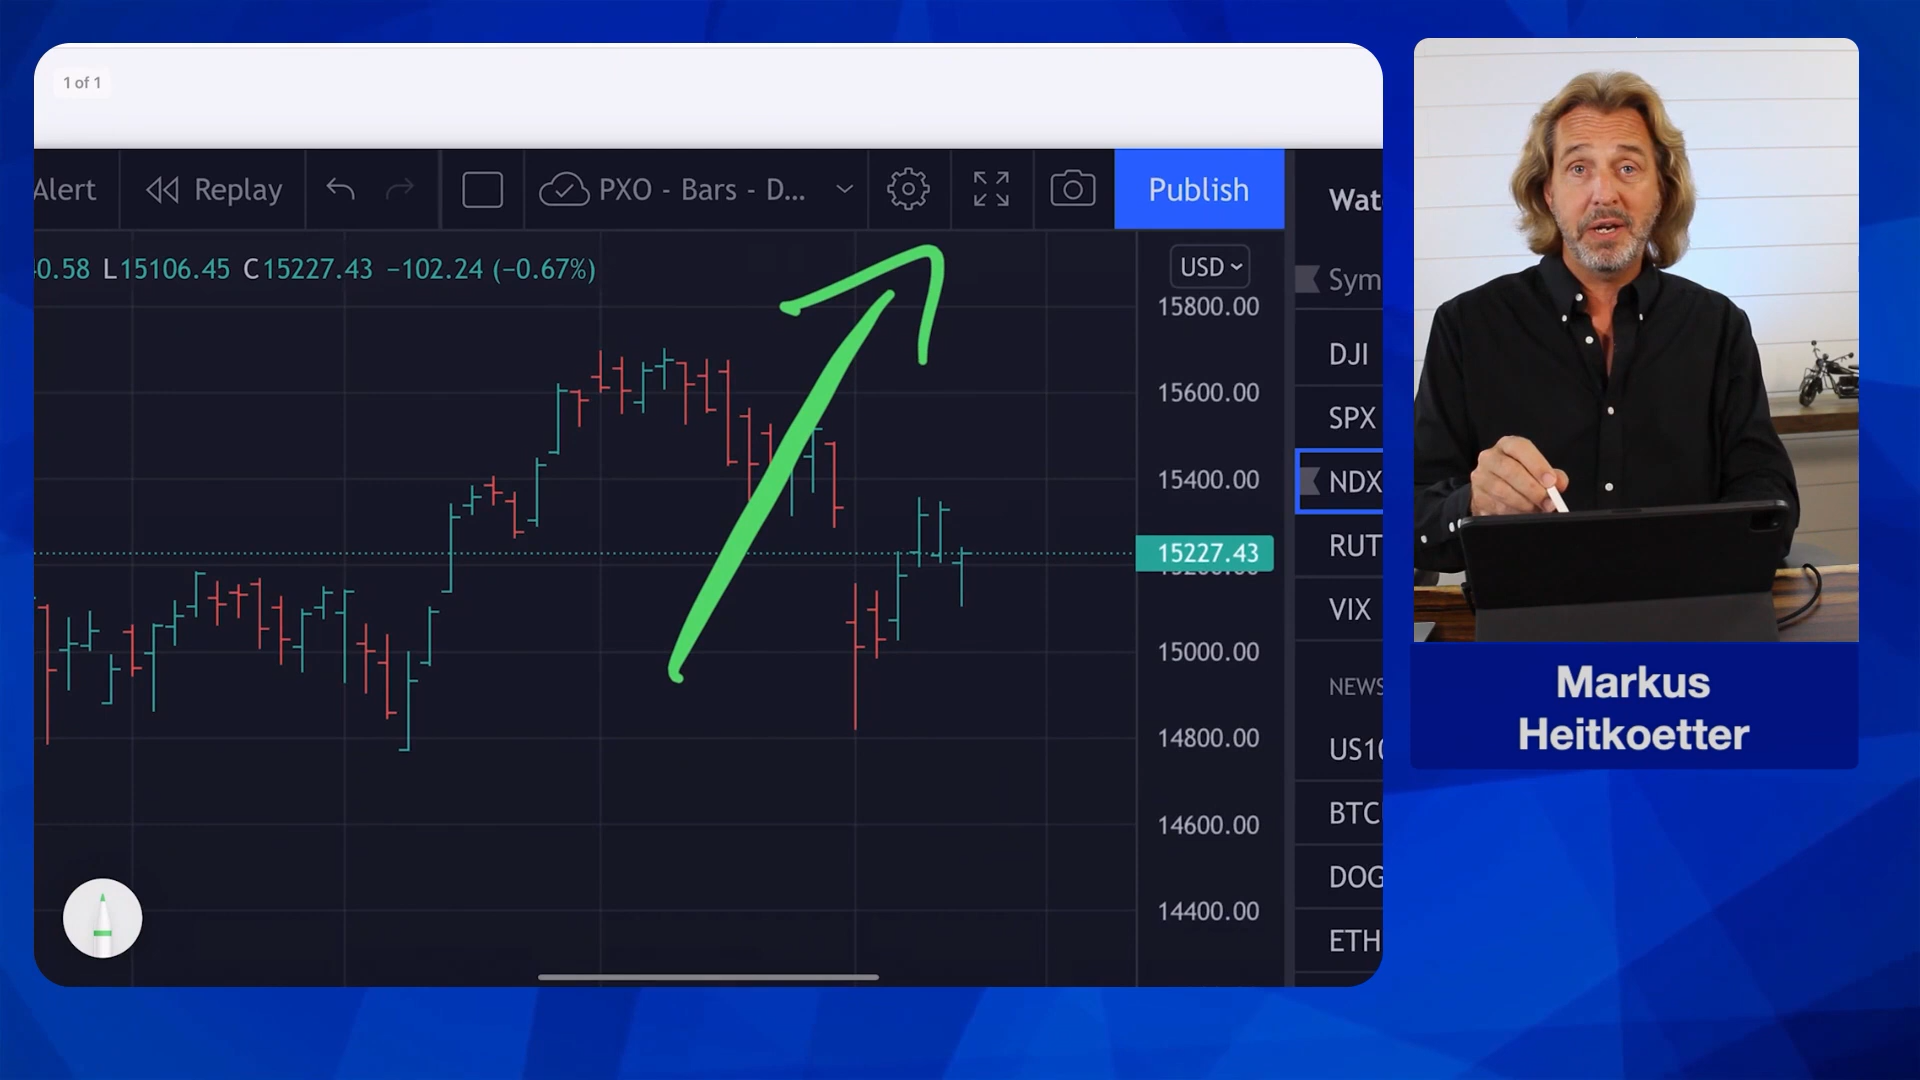 1 of 1
Alert
Replay
PXO - Bars - D...
Publish
Wat
0.58 L15106.45 C15227.43 −102.24 (−0.67%)
USD
Sym
15800.00
DJI
15600.00
SPX
15400.00
NDX
15227.43
RUT
VIX
15000.00
NEWS
14800.00
US10
BTC
14600.00
DOG
14400.00
ETH
Markus
Heitkoetter